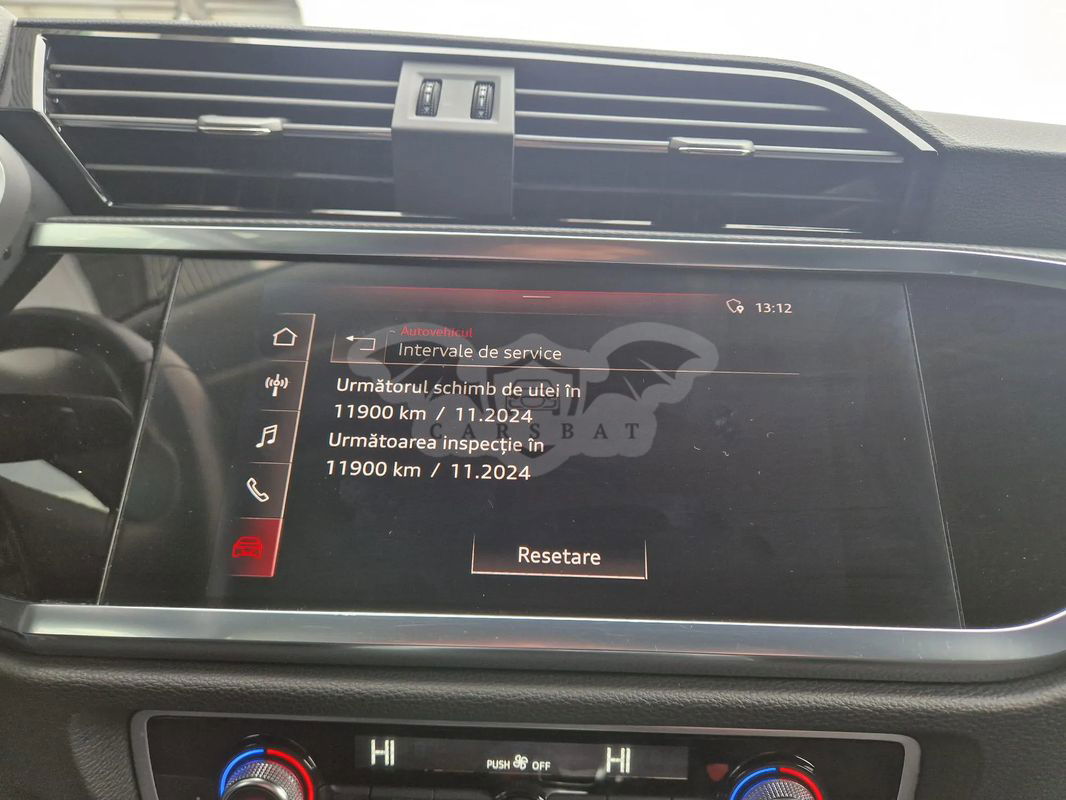 13:12
Autovehicul
Intervale de service
Următorul schimb de ulei în
11900 km / 11.2024
CARSBAT
Următoarea inspecție în
11900 km / 11.2024
Resetare
HI
PUSH OFF
HI